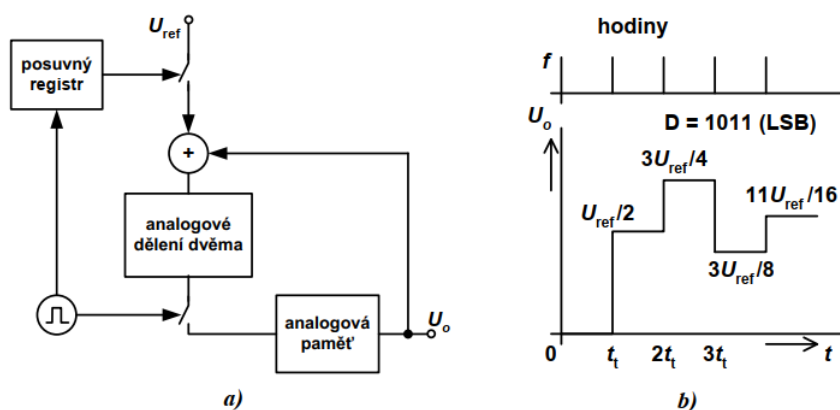 U_ref
posuvný
registr
+
analogové
dělení dvěma
analogová
paměť
U_o
a)
hodiny
f
U_o
D = 1011 (LSB)
3U_ref/4
11U_ref/16
U_ref/2
3U_ref/8
0
t_t
2t_t
3t_t
t
b)